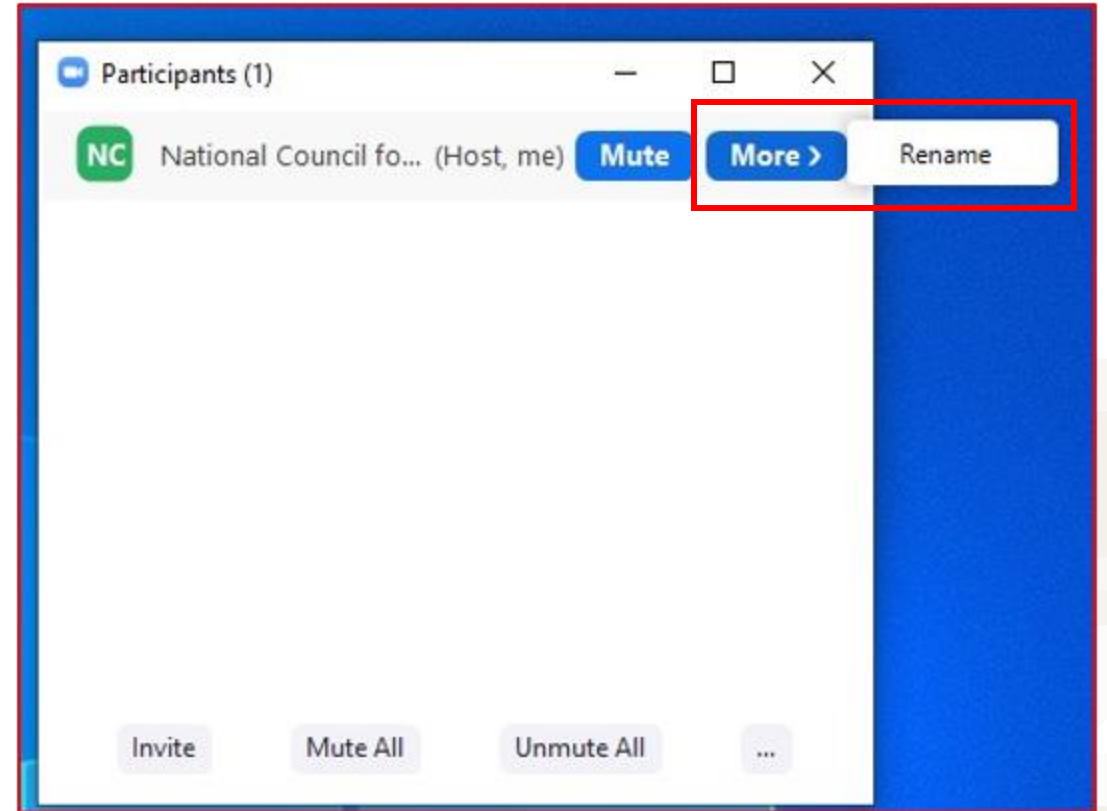 Participants (1)
NC National Council fo... (Host, me) Mute More > Rename
Invite Mute All Unmute All ...